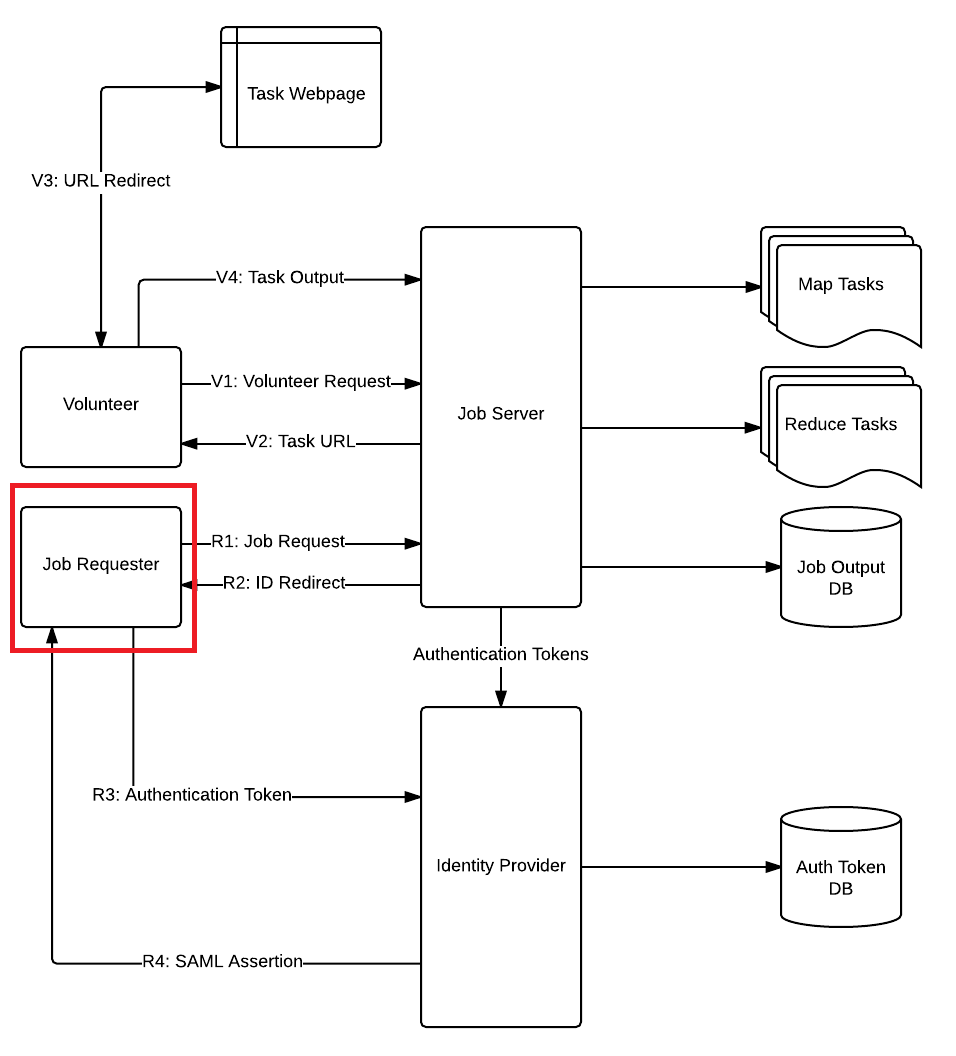 Task Webpage
V3: URL Redirect
V4: Task Output
Map Tasks
Volunteer
V1: Volunteer Request
Job Server
V2: Task URL
Reduce Tasks
Job Requester
R1: Job Request
R2: ID Redirect
Job Output
DB
Authentication Tokens
R3: Authentication Token
Identity Provider
Auth Token
DB
R4: SAML Assertion